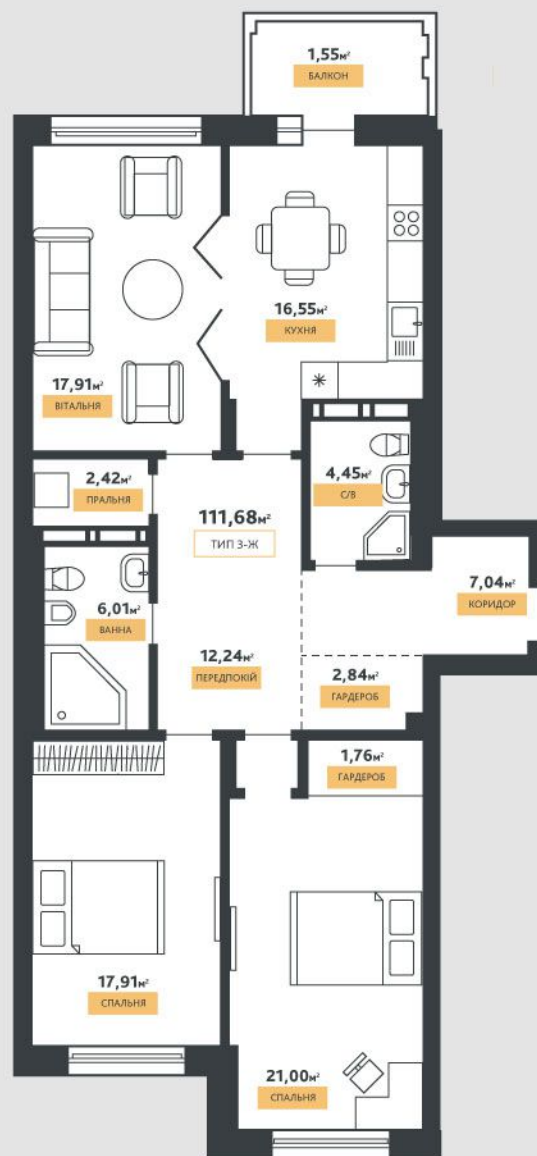 1,55м²
БАЛКОН
16,55м²
КУХНЯ
17,91м²
ВІТАЛЬНЯ
2,42м²
ПРАЛЬНЯ
4,45м²
С/В
111,68м²
ТИП 3-Ж
7,04м²
КОРИДОР
6,01м²
ВАННА
12,24м²
ПЕРЕДПОКІЙ
2,84м²
ГАРДЕРОБ
1,76м²
ГАРДЕРОБ
17,91м²
СПАЛЬНЯ
21,00м²
СПАЛЬНЯ